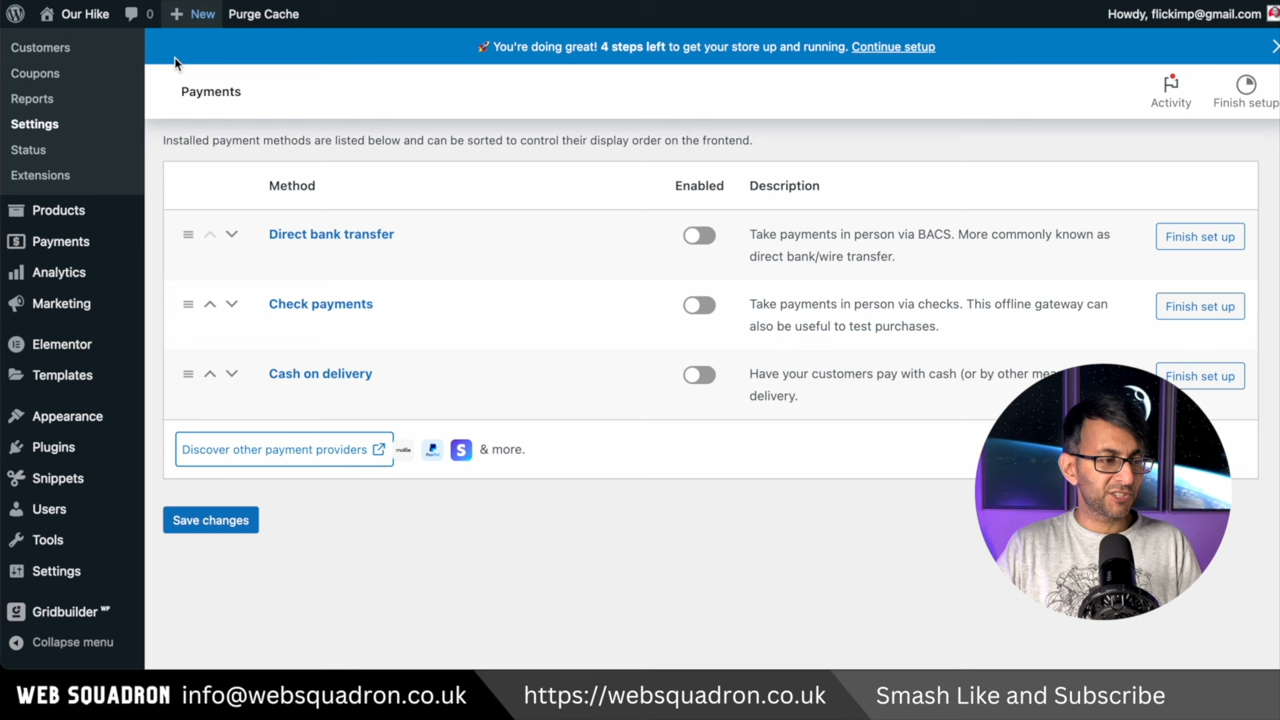 Our Hike
0
New
Purge Cache
Howdy, flickimp@gmail.com
Customers
Coupons
Reports
Settings
Status
Extensions
Products
Payments
Analytics
Marketing
Elementor
Templates
Appearance
Plugins
Snippets
Users
Tools
Settings
Gridbuilder WP
Collapse menu
🚀 You're doing great! 4 steps left to get your store up and running. Continue setup
Payments
Activity
Finish setup
Installed payment methods are listed below and can be sorted to control their display order on the frontend.
Method
Enabled
Description
Direct bank transfer
Take payments in person via BACS. More commonly known as
direct bank/wire transfer.
Finish set up
Check payments
Take payments in person via checks. This offline gateway can
also be useful to test purchases.
Finish set up
Cash on delivery
Have your customers pay with cash (or by other
delivery.
Finish set up
Discover other payment providers
mollie
PayPal
S
& more.
Save changes
WEB SQUADRON
info@websquadron.co.uk
https://websquadron.co.uk
Smash Like and Subscribe